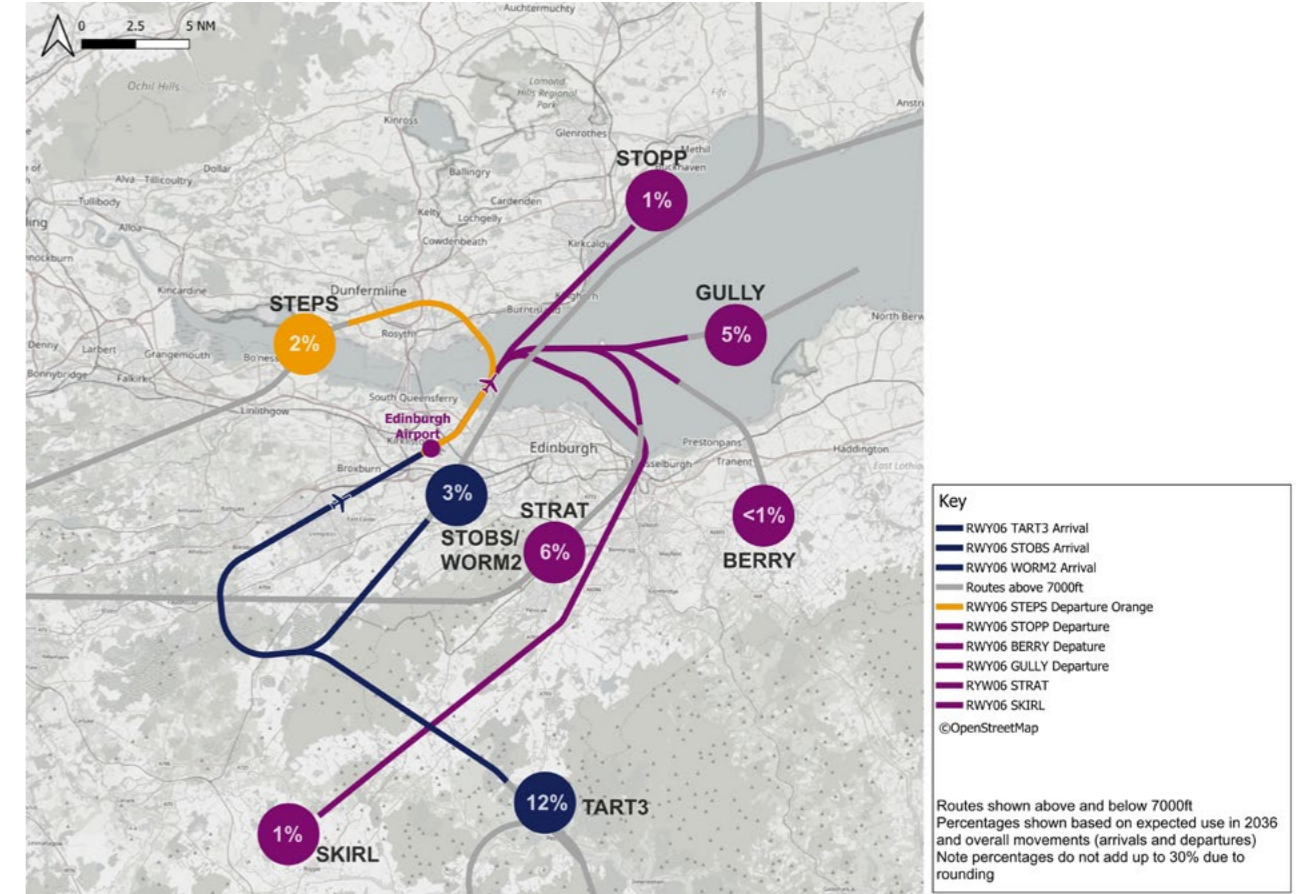 0 2.5 5 NM
Auchtermuchty
Ochil Hills
Lomond
Hills Regional
Park
Fife
Anstr
Kinross
Glenrothes
STOPP
Methil
Buckhaven
1%
Dollar
Ballingry
Alva
Tillicoultry
Tullibody
Alloa
Kelty
Cardenden
Lochgelly
Cowdenbeath
Kirkcaldy
Kincardine
STEPS
Dunfermline
2%
Rosyth
Burntisland
Kinghorn
GULLY
5%
North Berw
Denny
Larbert
Grangemouth
Bo'ness
Bonnybridge
Falkirk
Linlithgow
South Queensferry
Edinburgh
Airport
Broxburn
Edinburgh
Prestonpans
Tranent
Haddington
East Lothia
3%
STOBS/
WORM2
STRAT
6%
<1%
BERRY
12%
TART3
1%
SKIRL
Key
RWY06 TART3 Arrival
RWY06 STOBS Arrival
RWY06 WORM2 Arrival
Routes above 7000ft
RWY06 STEPS Departure Orange
RWY06 STOPP Departure
RWY06 BERRY Depature
RWY06 GULLY Departure
RYW06 STRAT
RWY06 SKIRL
©OpenStreetMap
Routes shown above and below 7000ft
Percentages shown based on expected use in 2036
and overall movements (arrivals and departures)
Note percentages do not add up to 30% due to
rounding